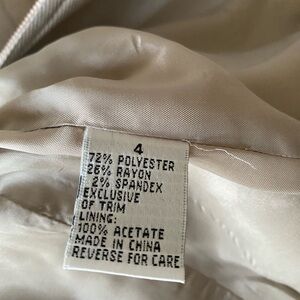 4
72% POLYESTER
26% RAYON
2% SPANDEX
EXCLUSIVE
OF TRIM
LINING:
100% ACETATE
MADE IN CHINA
REVERSE FOR CARE